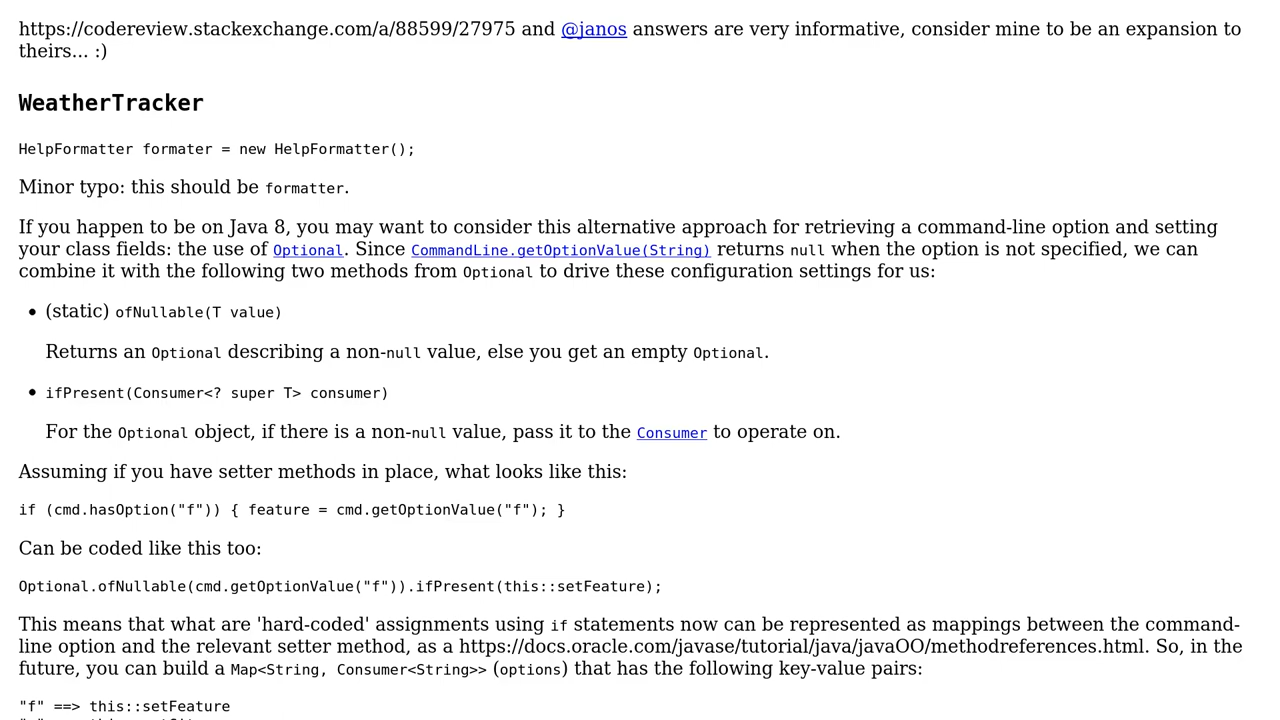 https://codereview.stackexchange.com/a/88599/27975 and @janos answers are very informative, consider mine to be an expansion to
theirs... :)
WeatherTracker
HelpFormatter formater = new HelpFormatter();
Minor typo: this should be formatter.
If you happen to be on Java 8, you may want to consider this alternative approach for retrieving a command-line option and setting
your class fields: the use of Optional. Since CommandLine.getOptionValue(String) returns null when the option is not specified, we can
combine it with the following two methods from Optional to drive these configuration settings for us:
• (static) ofNullable(T value)
Returns an Optional describing a non-null value, else you get an empty Optional.
• ifPresent(Consumer<? super T> consumer)
For the Optional object, if there is a non-null value, pass it to the Consumer to operate on.
Assuming if you have setter methods in place, what looks like this:
if (cmd.hasOption("f")) { feature = cmd.getOptionValue("f"); }
Can be coded like this too:
Optional.ofNullable(cmd.getOptionValue("f")).ifPresent(this::setFeature);
This means that what are 'hard-coded' assignments using if statements now can be represented as mappings between the command-
line option and the relevant setter method, as a https://docs.oracle.com/javase/tutorial/java/javaOO/methodreferences.html. So, in the
future, you can build a Map<String, Consumer<String>> (options) that has the following key-value pairs:
"f" ==> this::setFeature